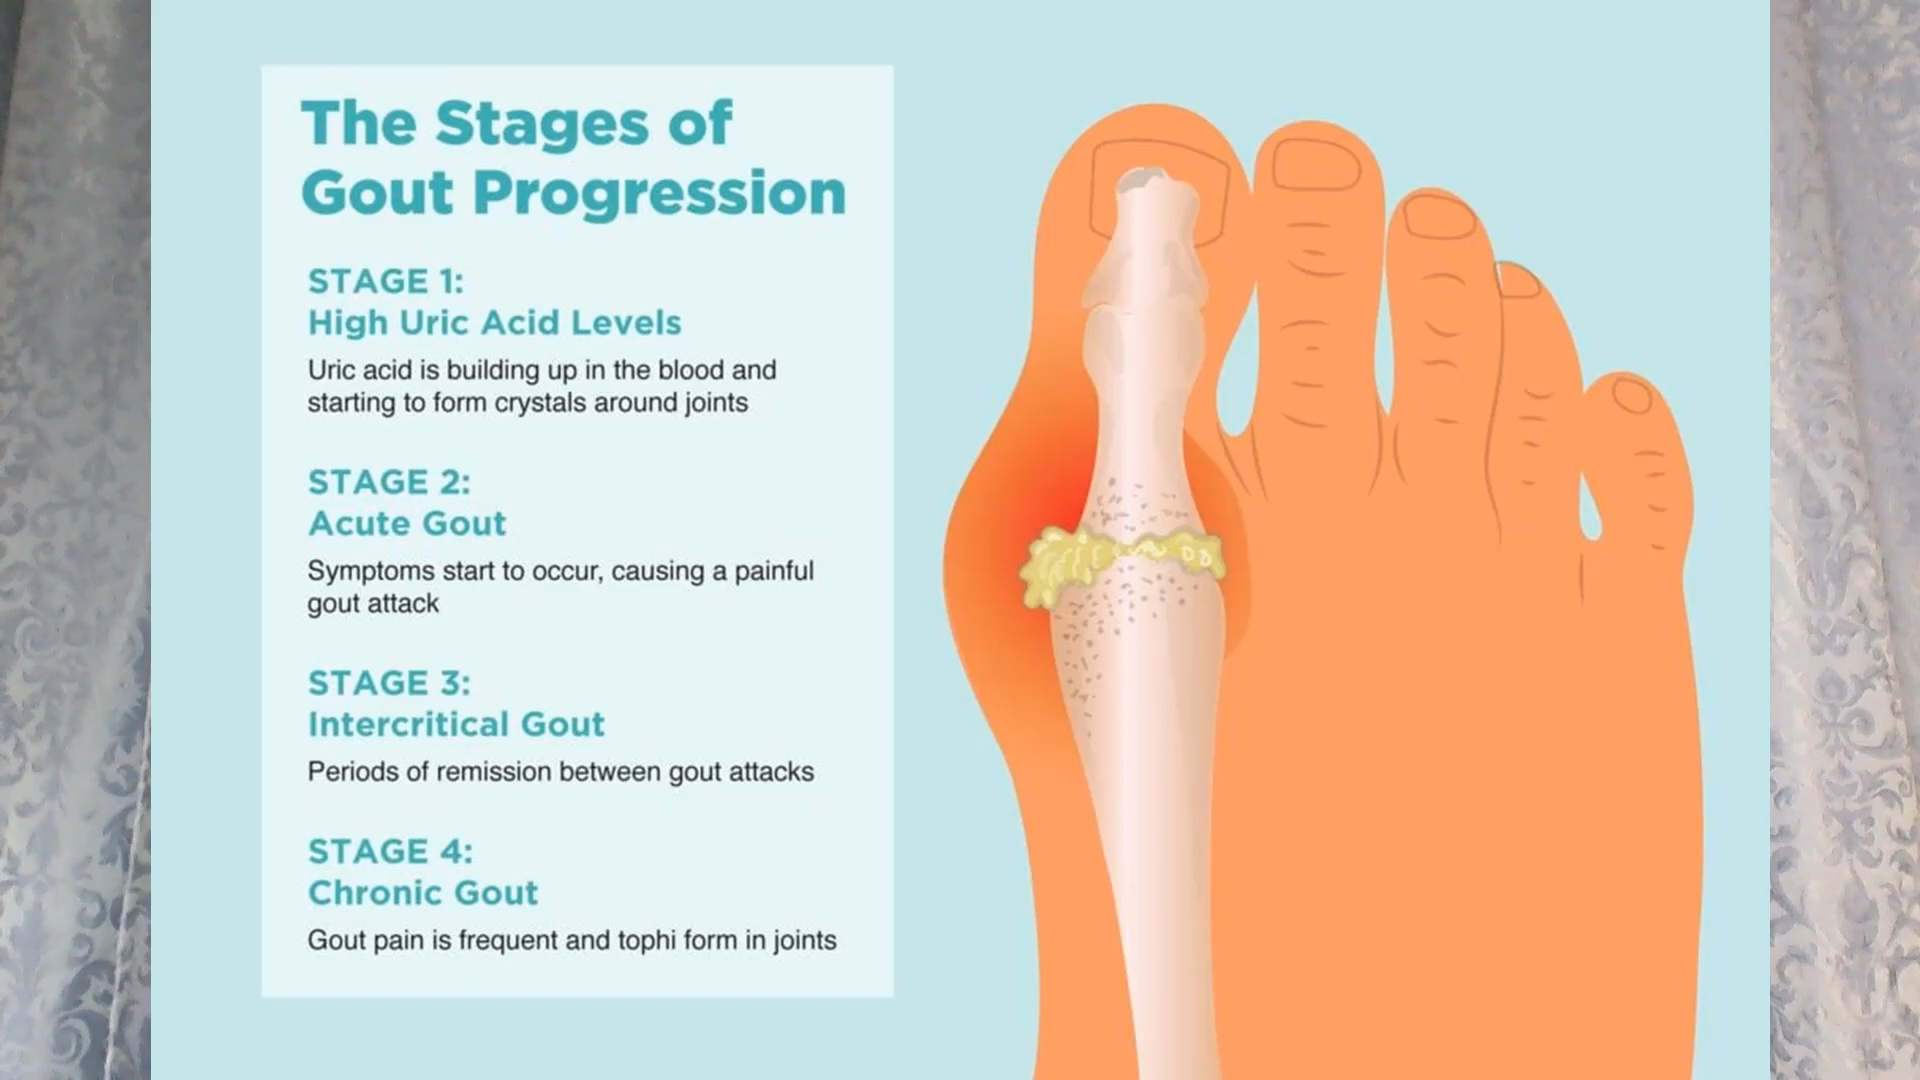 The Stages of
Gout Progression
STAGE 1:
High Uric Acid Levels
Uric acid is building up in the blood and
starting to form crystals around joints
STAGE 2:
Acute Gout
Symptoms start to occur, causing a painful
gout attack
STAGE 3:
Intercritical Gout
Periods of remission between gout attacks
STAGE 4:
Chronic Gout
Gout pain is frequent and tophi form in joints